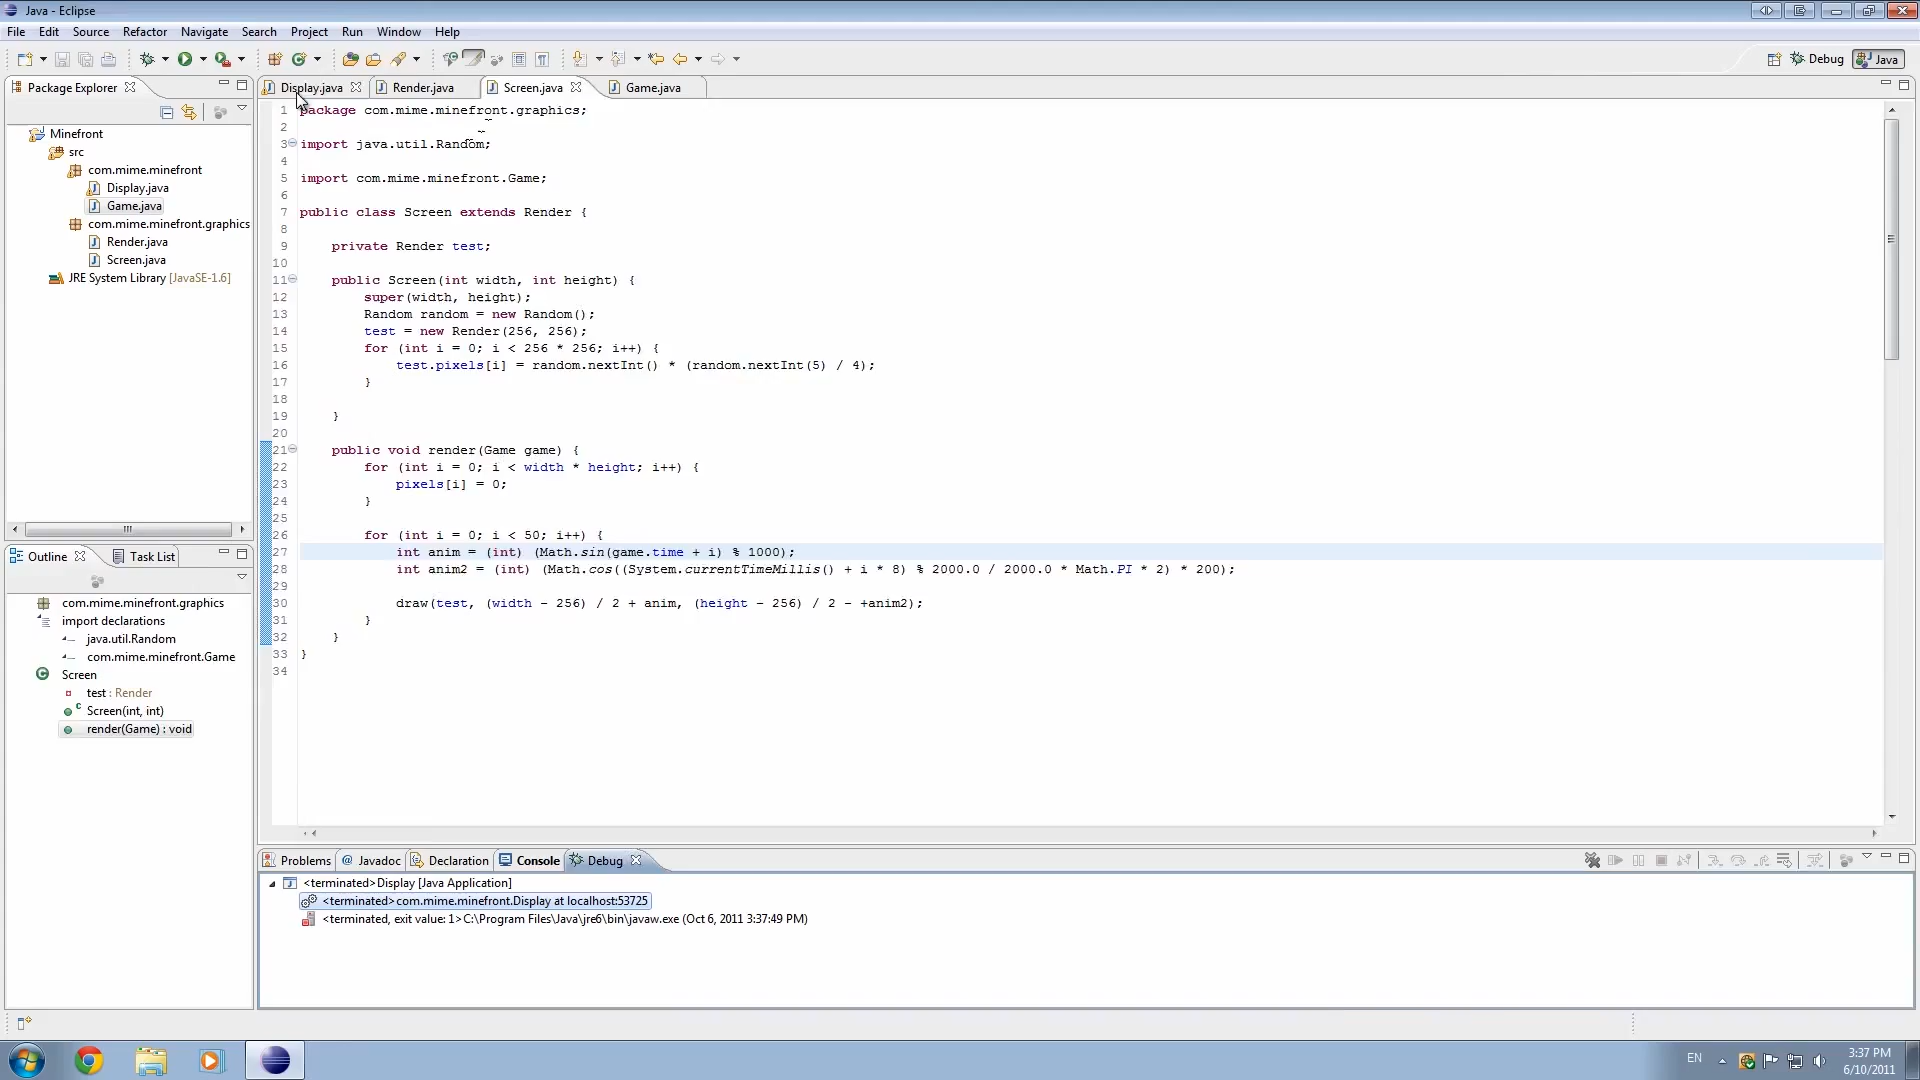 Java - Eclipse
File Edit Source Refactor Navigate Search Project Run Window Help
Debug Java
Package Explorer
Minefront
src
com.mime.minefront
Display.java
Game.java
com.mime.minefront.graphics
Render.java
Screen.java
JRE System Library [JavaSE-1.6]
Outline Task List
com.mime.minefront.graphics
import declarations
java.util.Random
com.mime.minefront.Game
Screen
test : Render
Screen(int, int)
render(Game) : void
Display.java Render.java Screen.java Game.java
1 package com.mime.minefront.graphics;
2
3 import java.util.Random;
4
5 import com.mime.minefront.Game;
6
7 public class Screen extends Render {
8
9 private Render test;
10
11 public Screen(int width, int height) {
12 super(width, height);
13 Random random = new Random();
14 test = new Render(256, 256);
15 for (int i = 0; i < 256 * 256; i++) {
16 test.pixels[i] = random.nextInt() * (random.nextInt(5) / 4);
17 }
18
19 }
20
21 public void render(Game game) {
22 for (int i = 0; i < width * height; i++) {
23 pixels[i] = 0;
24 }
25
26 for (int i = 0; i < 50; i++) {
27 int anim = (int) (Math.sin(game.time + i) % 1000);
28 int anim2 = (int) (Math.cos((System.currentTimeMillis() + i * 8) % 2000.0 / 2000.0 * Math.PI * 2) * 200);
29
30 draw(test, (width - 256) / 2 + anim, (height - 256) / 2 - +anim2);
31 }
32 }
33 }
34
Problems Javadoc Declaration Console Debug
<terminated>Display [Java Application]
<terminated>com.mime.minefront.Display at localhost:53725
<terminated, exit value: 1>C:\Program Files\Java\jre6\bin\javaw.exe (Oct 6, 2011 3:37:49 PM)
EN
3:37 PM
6/10/2011